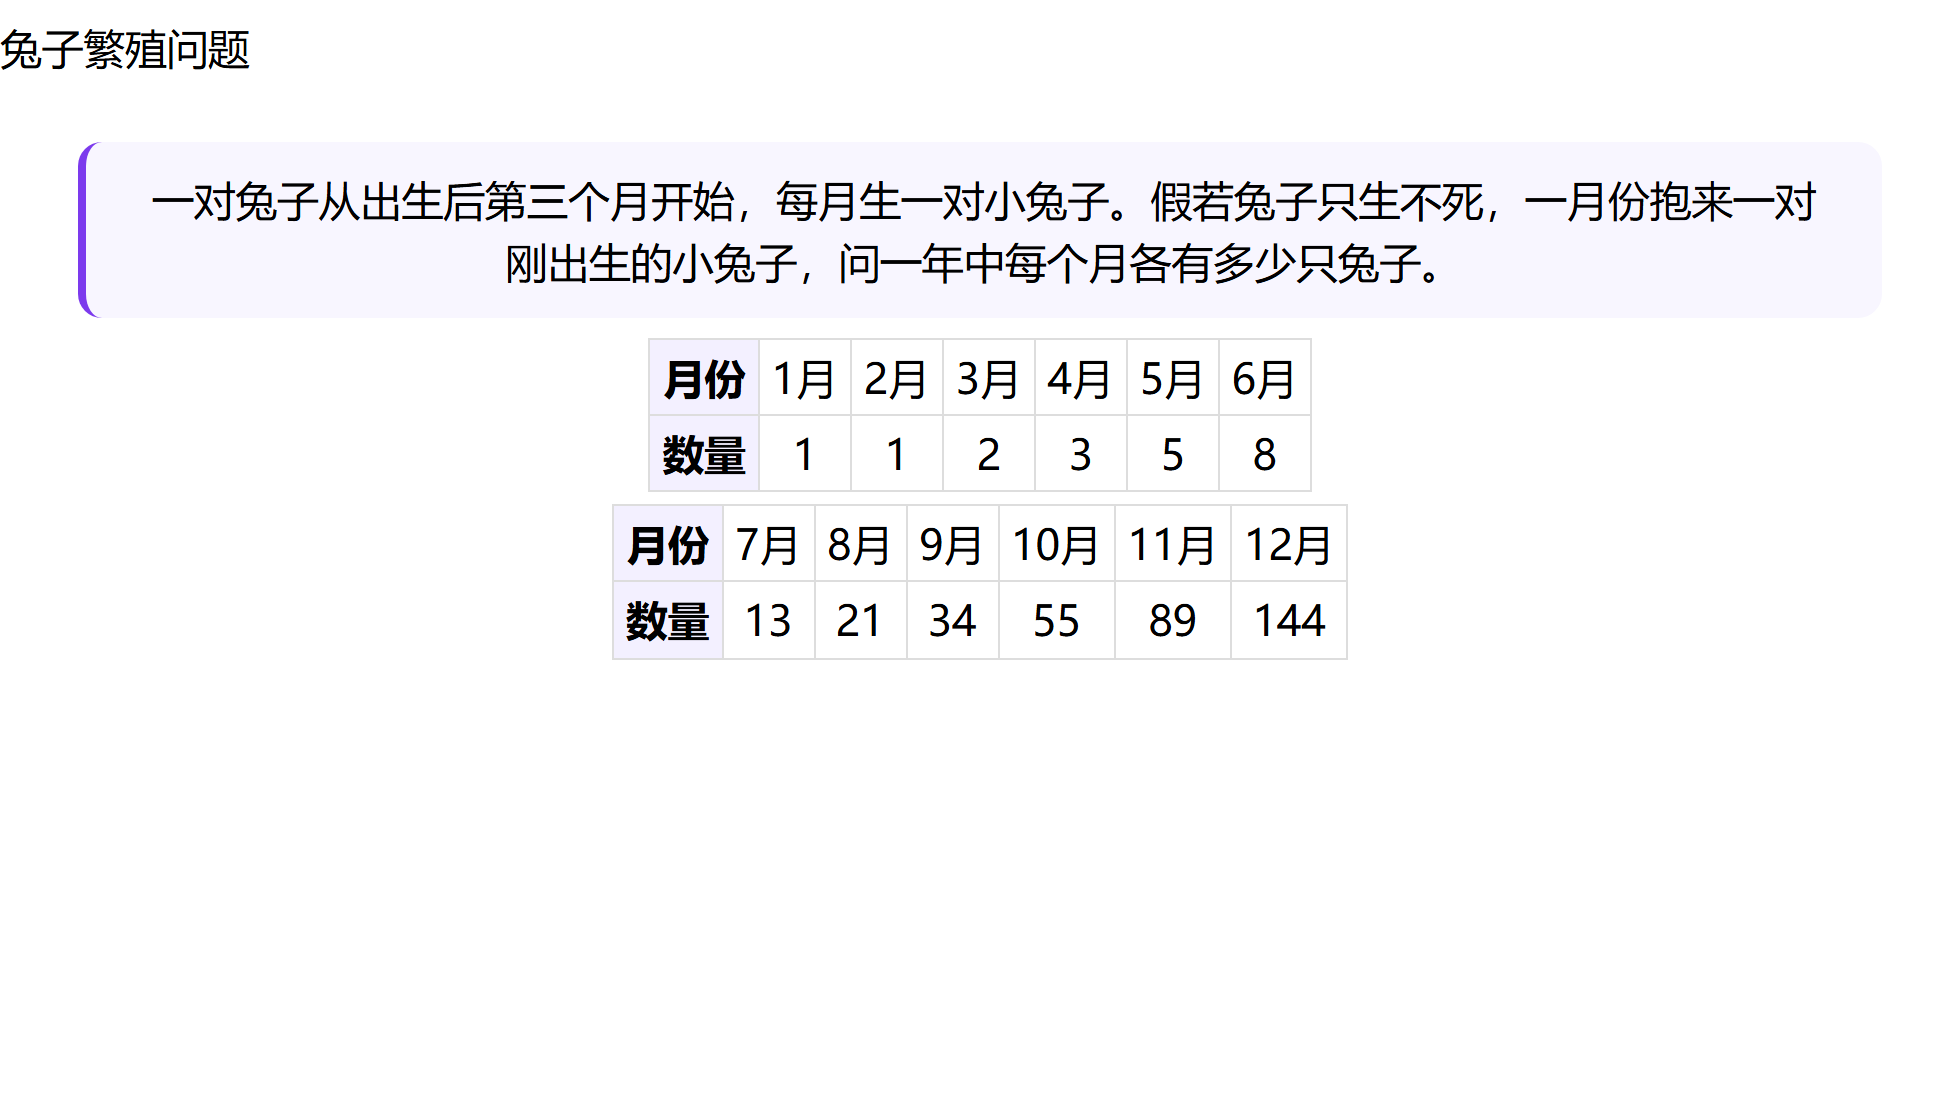 兔子繁殖问题
一对兔子从出生后第三个月开始，每月生一对小兔子。假若兔子只生不死，一月份抱来一对
刚出生的小兔子，问一年中每个月各有多少只兔子。
月份 1月 2月 3月 4月 5月 6月
数量 1 1 2 3 5 8
月份 7月 8月 9月 10月 11月 12月
数量 13 21 34 55 89 144